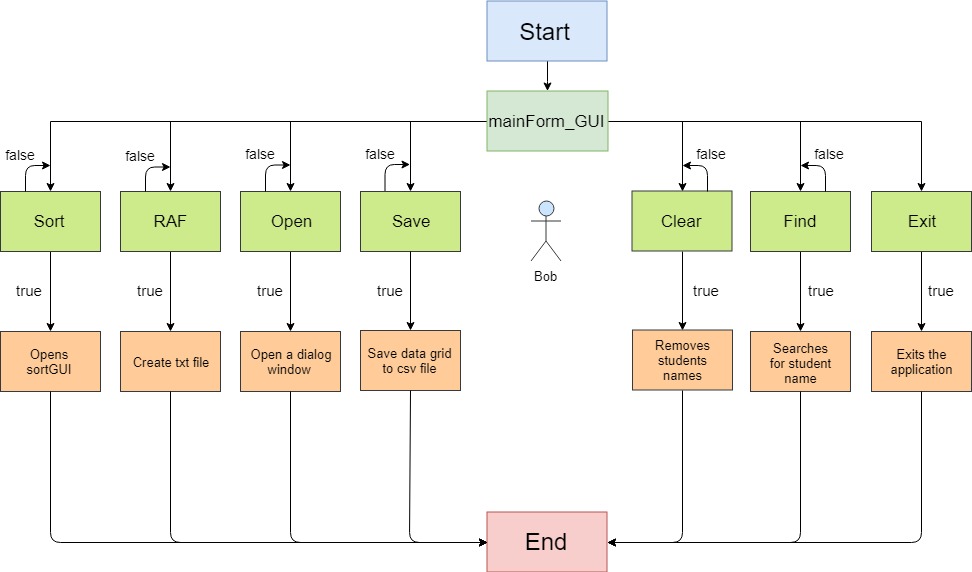 Start
mainForm_GUI
false
false
false
false
false
false
Sort
RAF
Open
Save
Clear
Find
Exit
Bob
true
true
true
true
true
true
true
Opens
sortGUI
Create txt file
Open a dialog
window
Save data grid
to csv file
Removes
students
names
Searches
for student
name
Exits the
application
End